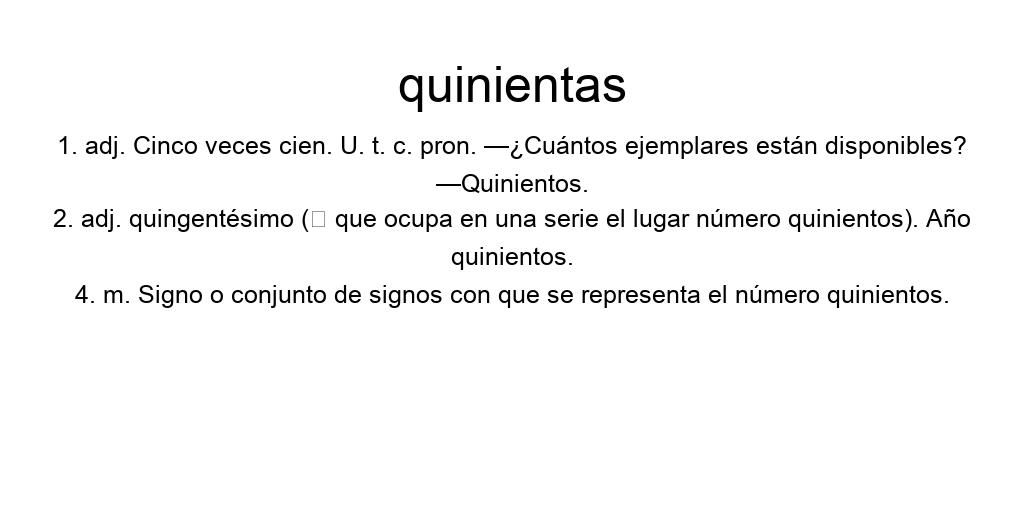 quinientas
1. adj. Cinco veces cien. U. t. c. pron. —¿Cuántos ejemplares están disponibles?
—Quinientos.
2. adj. quingentésimo (▯ que ocupa en una serie el lugar número quinientos). Año
quinientos.
4. m. Signo o conjunto de signos con que se representa el número quinientos.